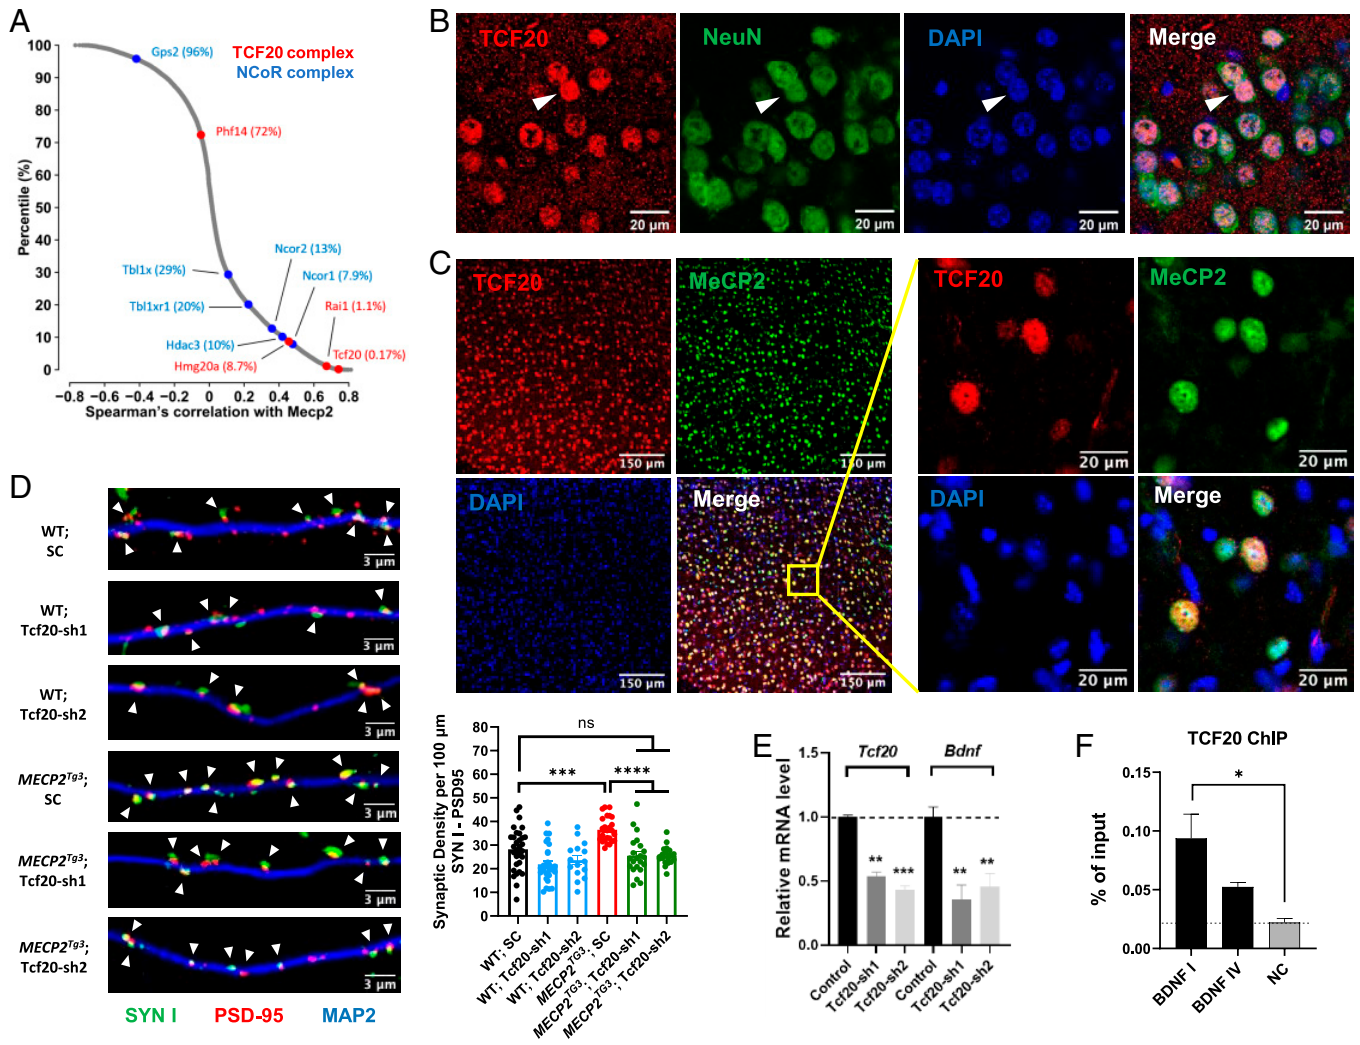 A
100
90
80
70
60
50
40
30
20
10
0
Percentile (%)
−0.8 −0.6 −0.4 −0.2 0 0.2 0.4 0.6 0.8
Spearman's correlation with Mecp2
TCF20 complex
NCoR complex
Gps2 (96%)
Phf14 (72%)
Ncor2 (13%)
Tbl1x (29%)
Ncor1 (7.9%)
Tbl1xr1 (20%)
Rai1 (1.1%)
Hdac3 (10%)
Tcf20 (0.17%)
Hmg20a (8.7%)
B
TCF20
20 µm
NeuN
20 µm
DAPI
20 µm
Merge
20 µm
C
TCF20
150 µm
MeCP2
150 µm
DAPI
150 µm
Merge
150 µm
TCF20
20 µm
MeCP2
20 µm
DAPI
20 µm
Merge
20 µm
D
WT;
SC
3 µm
WT;
Tcf20-sh1
3 µm
WT;
Tcf20-sh2
3 µm
MECP2Tg3;
SC
3 µm
MECP2Tg3;
Tcf20-sh1
3 µm
MECP2Tg3;
Tcf20-sh2
3 µm
SYN I PSD-95 MAP2
Synaptic Density per 100 µm
SYN I - PSD95
80
70
60
50
40
30
20
10
0
ns
***
****
WT; SC
WT; Tcf20-sh1
WT; Tcf20-sh2
MECP2TG3; SC
MECP2TG3; Tcf20-sh1
MECP2TG3; Tcf20-sh2
E
Relative mRNA level
1.5
1.0
0.5
0.0
Tcf20 Bdnf
** *** ** **
Control
Tcf20-sh1
Tcf20-sh2
Control
Tcf20-sh1
Tcf20-sh2
F
TCF20 ChIP
% of input
0.15
0.10
0.05
0.00
*
BDNF I
BDNF IV
NC